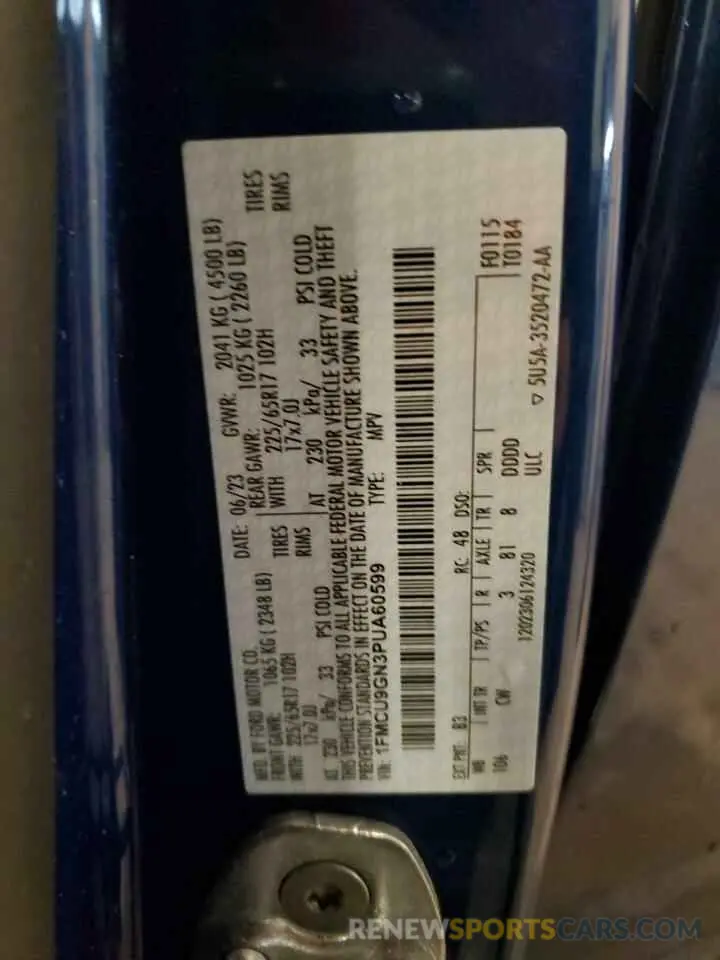 MFD. BY FORD MOTOR CO.
DATE: 06/23 GVWR: 2041 KG ( 4500 LB)
FRONT GAWR: 1065 KG ( 2348 LB)
REAR GAWR: 1025 KG ( 2260 LB)
WITH 225/65R17 102H TIRES
WITH 225/65R17 102H TIRES
17x7.0J RIMS
17x7.0J RIMS
AT 230 kPa/ 33 PSI COLD
AT 230 kPa/ 33 PSI COLD
THIS VEHICLE CONFORMS TO ALL APPLICABLE FEDERAL MOTOR VEHICLE SAFETY AND THEFT
PREVENTION STANDARDS IN EFFECT ON THE DATE OF MANUFACTURE SHOWN ABOVE.
VIN: 1FMCU9GN3PUA60599 TYPE: MPV
EXT PNT: B3 RC: 48 DSO:
WB INT TR TP/PS R AXLE TR SPR
106 CW 3 81 8 DDDD
F0115
T0184
1202306124320 ULC
5U5A-3520472-AA
RENEWSPORTSCARS.COM